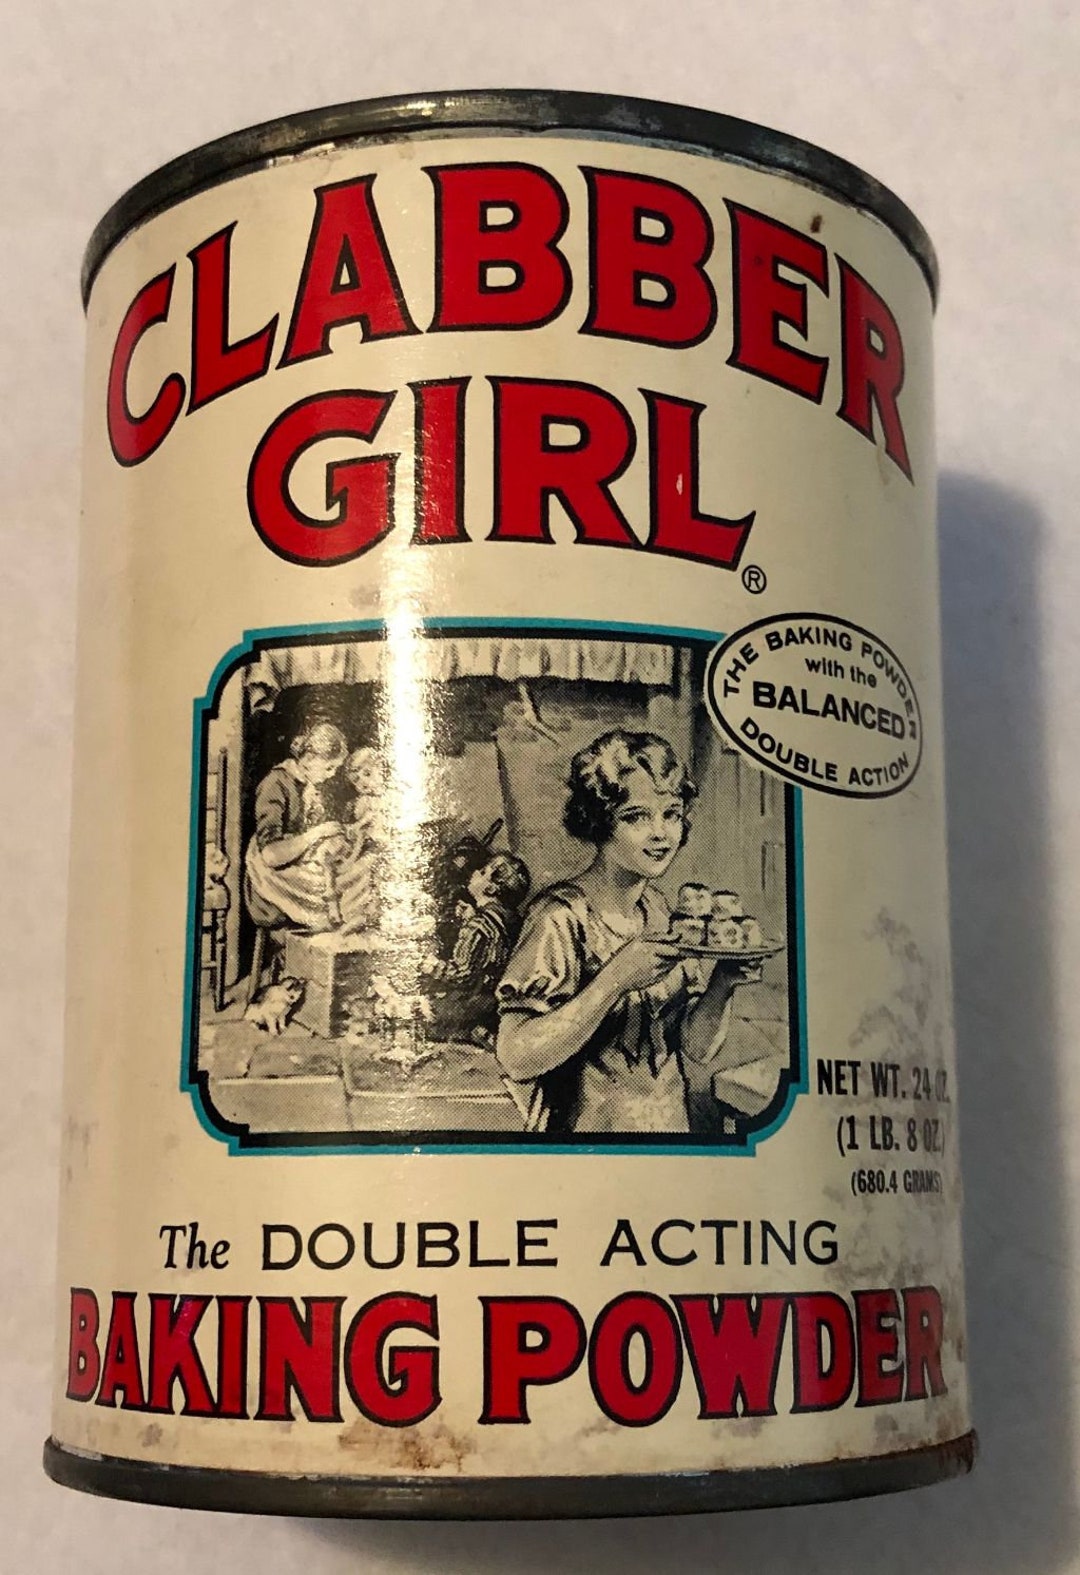 CLABBER
GIRL®
THE BAKING POWDER
with the
BALANCED
DOUBLE ACTION
NET WT. 24 OZ.
(1 LB. 8 OZ.)
(680.4 GRAMS)
The DOUBLE ACTING
BAKING POWDER